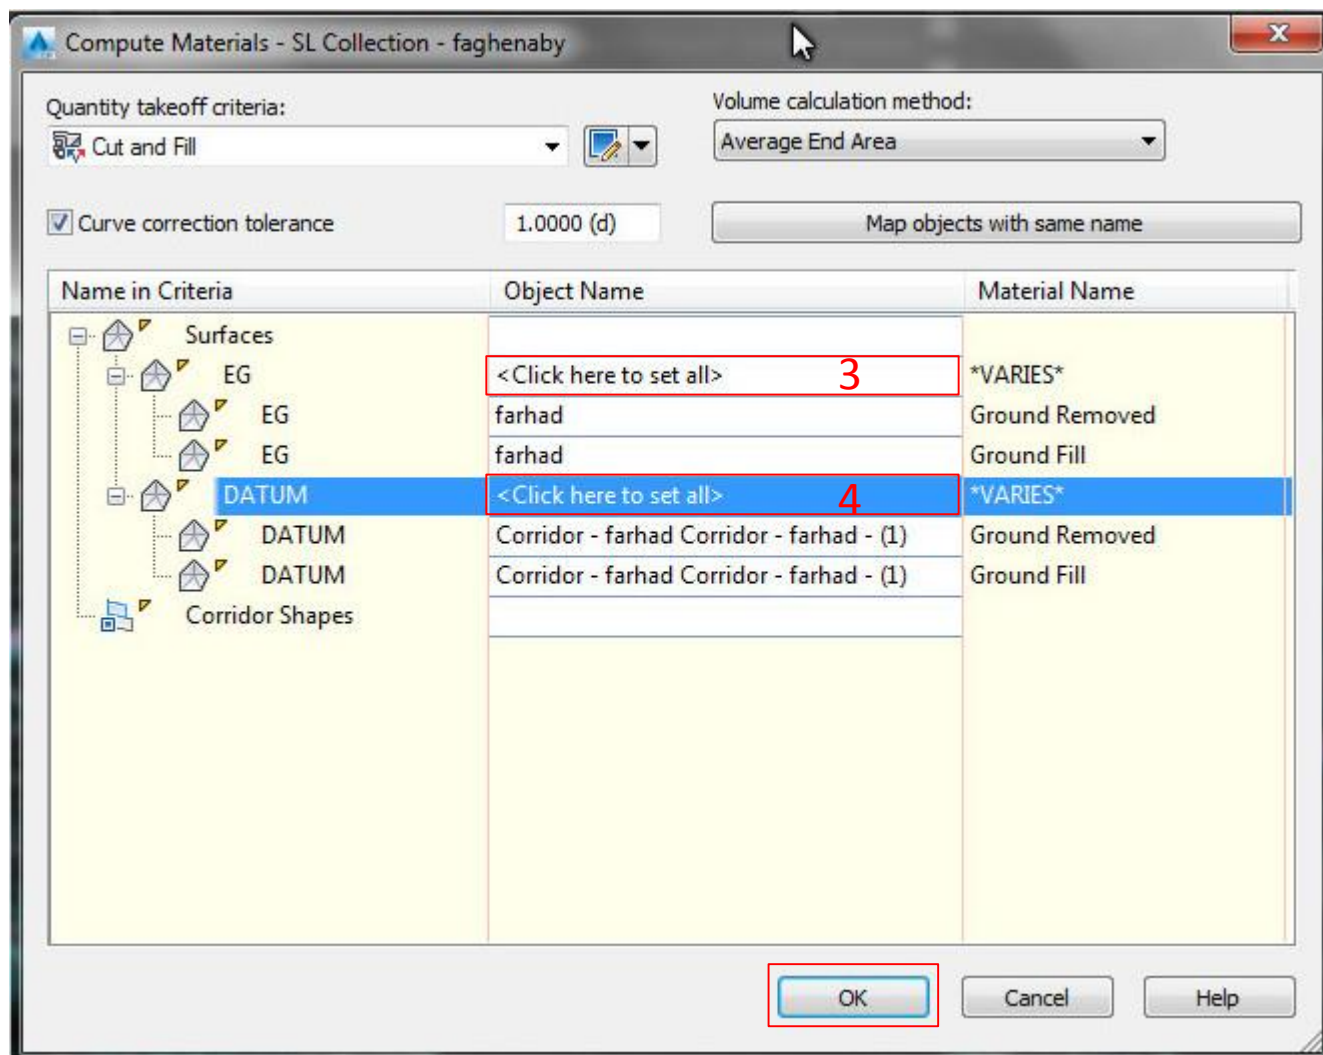 Compute Materials - SL Collection - faghenaby
Quantity takeoff criteria:
Volume calculation method:
Cut and Fill
Average End Area
Curve correction tolerance
1.0000 (d)
Map objects with same name
Name in Criteria Object Name Material Name
Surfaces
EG <Click here to set all> 3 *VARIES*
EG farhad Ground Removed
EG farhad Ground Fill
DATUM <Click here to set all> 4 *VARIES*
DATUM Corridor - farhad Corridor - farhad - (1) Ground Removed
DATUM Corridor - farhad Corridor - farhad - (1) Ground Fill
Corridor Shapes
OK Cancel Help